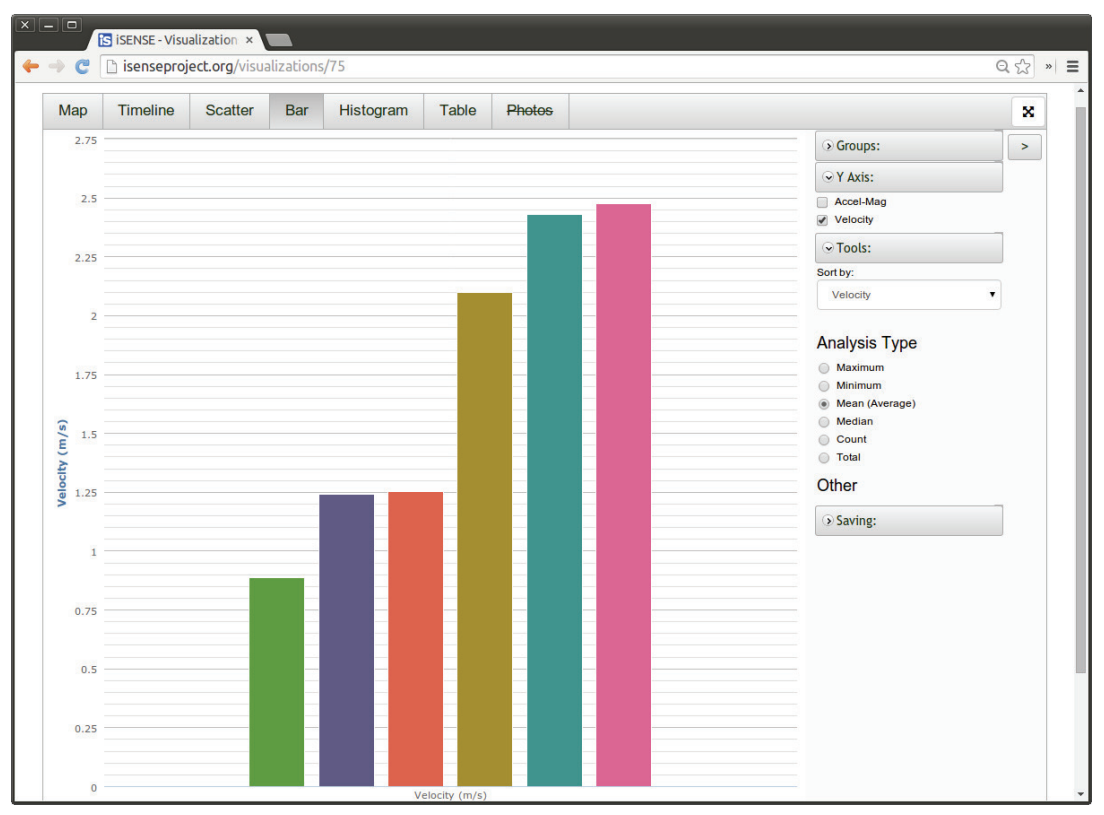 iSENSE - Visualization ×
isenseproject.org/visualizations/75
»
Map Timeline Scatter Bar Histogram Table Photos
Groups: >
Y Axis:
Accel-Mag
Velocity
Tools:
Sort by:
Velocity
Analysis Type
Maximum
Minimum
Mean (Average)
Median
Count
Total
Other
Saving:
2.75
2.5
2.25
2
1.75
1.5
1.25
1
0.75
0.5
0.25
0
Velocity (m/s)
Velocity (m/s)